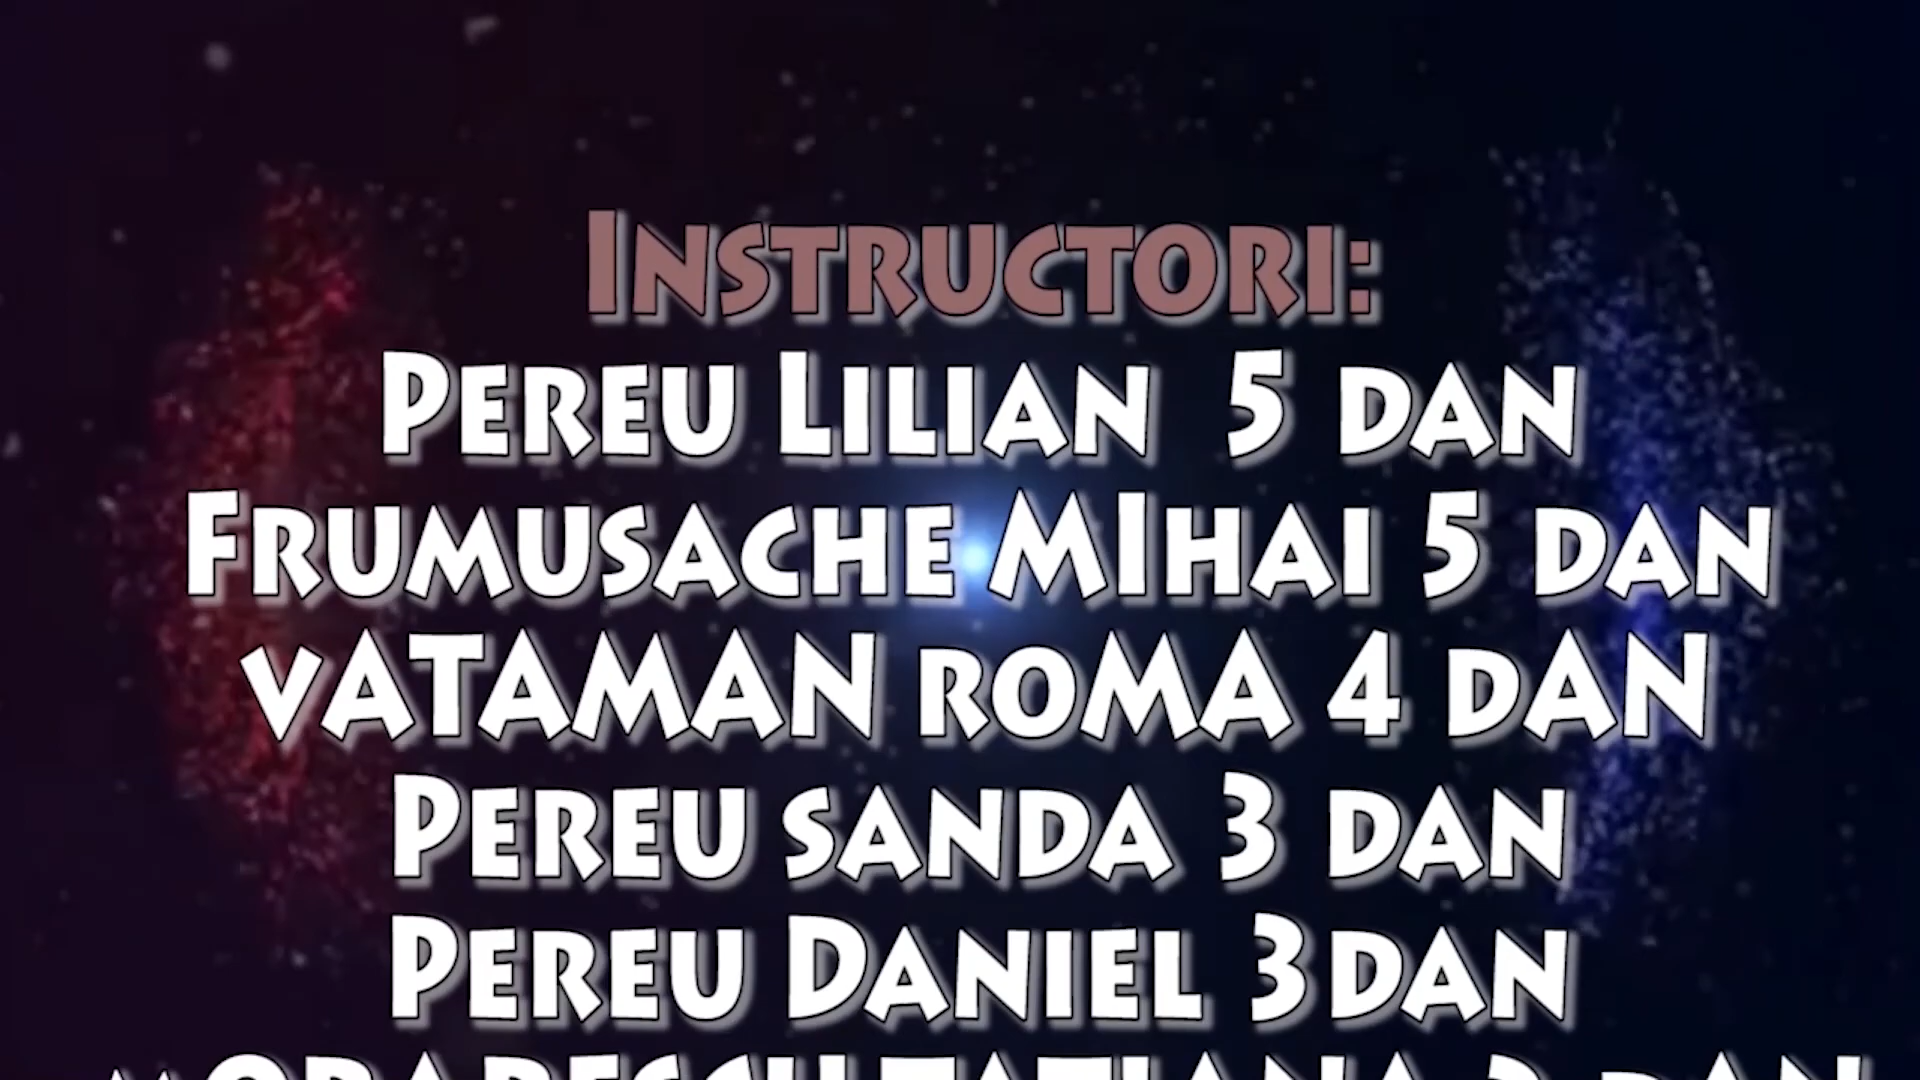 Instructori:
Pereu Lilian 5 dan
Frumusache MIhai 5 dan
vATAMAN roMA 4 dAN
Pereu sanda 3 dan
Pereu Daniel 3dan
TATIANA